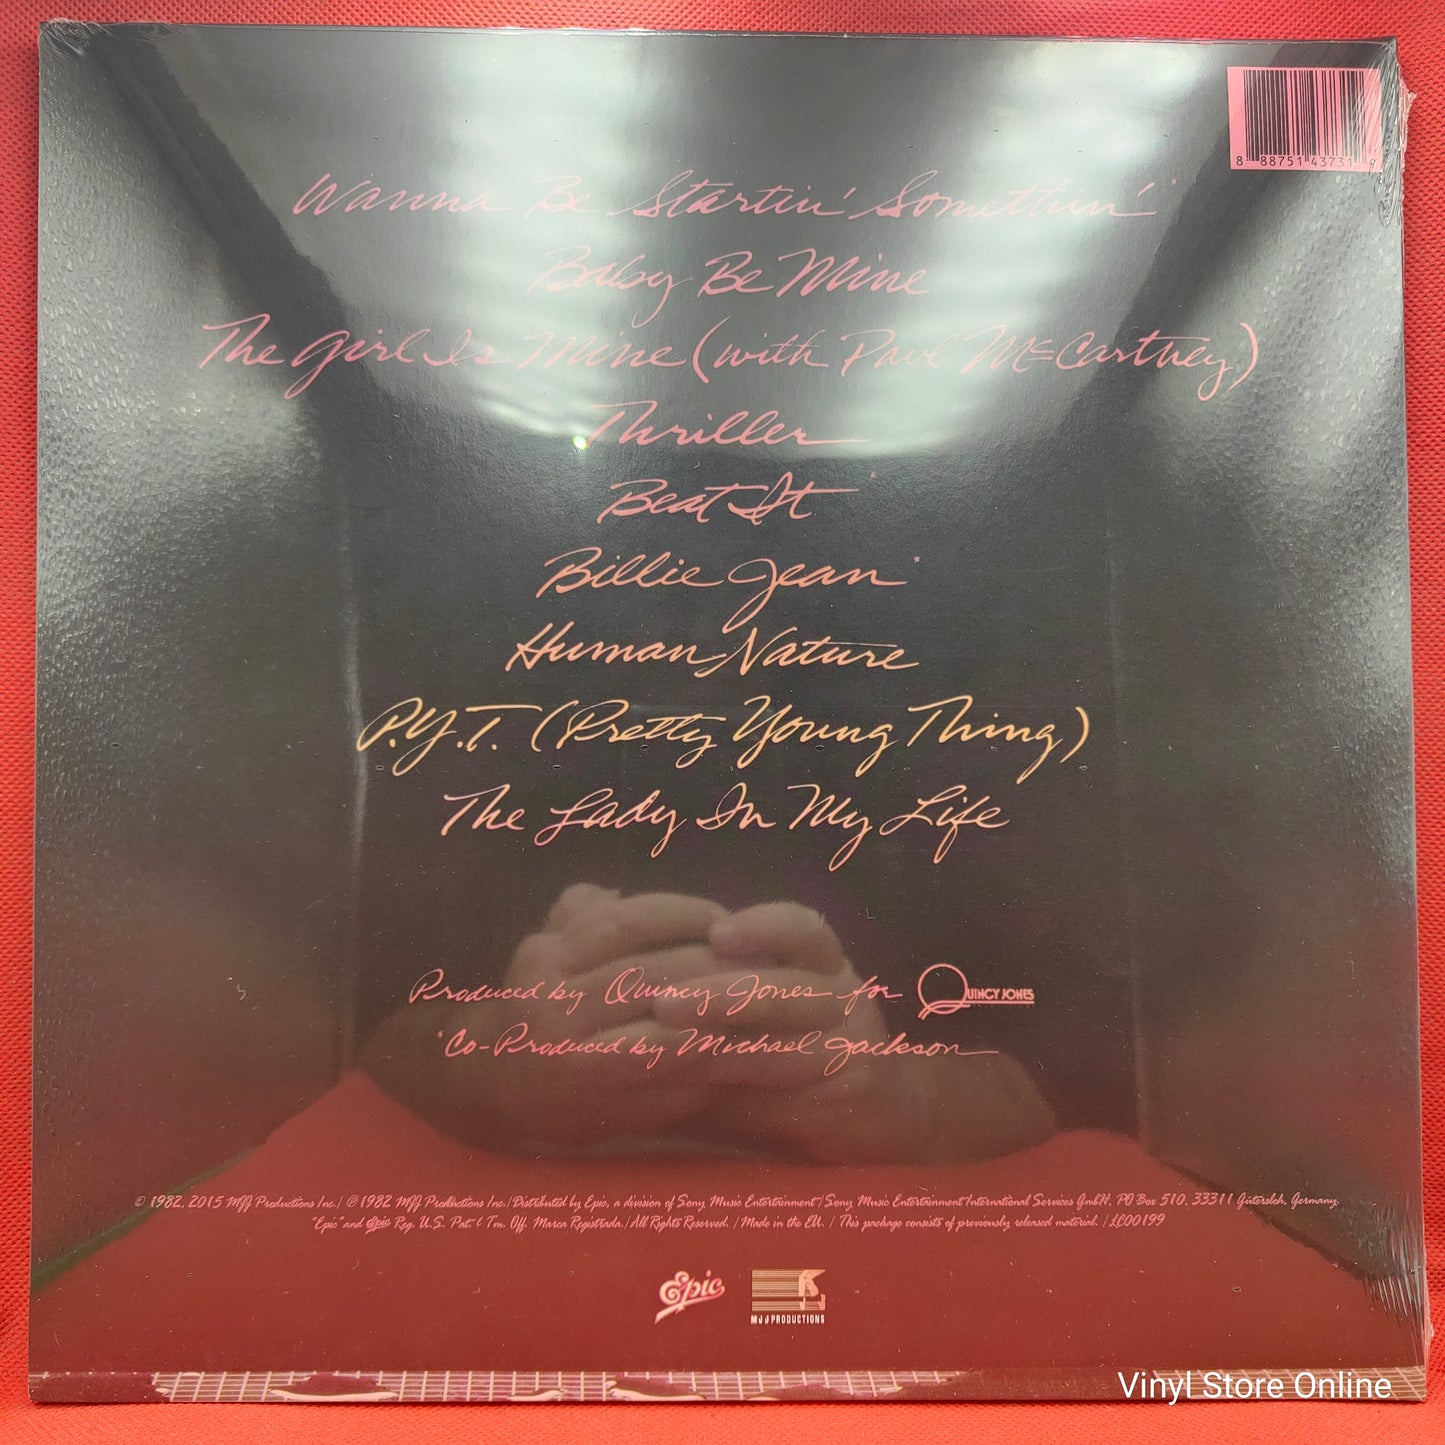 8 88751 43731
Wanna Be Startin' Somethin' *
Baby Be Mine
The Girl Is Mine (with Paul McCartney)
Thriller
Beat It *
Billie Jean *
Human Nature
P.Y.T. (Pretty Young Thing)
The Lady In My Life
Produced by Quincy Jones for QUINCY JONES
*Co-Produced by Michael Jackson
© 1982, 2015 MJJ Productions Inc./ ℗ 1982 MJJ Productions Inc./Distributed by Epic, a division of Sony Music Entertainment/Sony Music Entertainment International Services GmbH. PO Box 510, 33311 Gütersloh, Germany.
"Epic" and Epic Reg. U.S. Pat. & Tm. Off. Marca Registrada./All Rights Reserved. /Made in the EU. / This package consists of previously released material. /LC00199
Epic
MJJ PRODUCTIONS
Vinyl Store Online